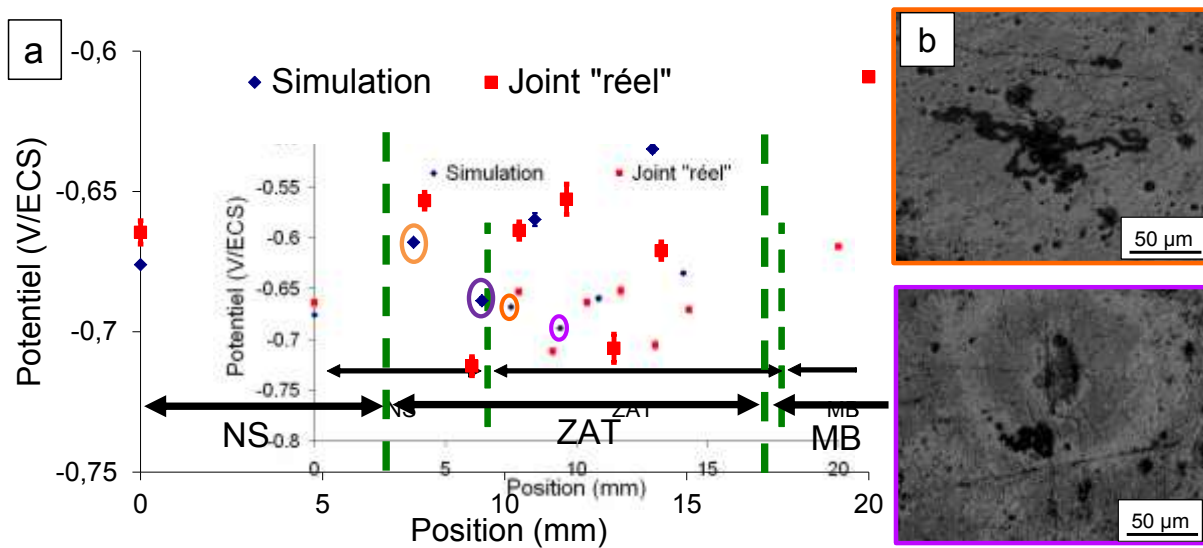 a
b
-0,6
-0,65
-0,7
-0,75
Potentiel (V/ECS)
Simulation
Joint "réel"
Simulation
Joint "réel"
-0.55
-0.6
-0.65
-0.7
-0.75
-0.8
Potentiel (V/ECS)
NS
ZAT
MB
NS
ZAT
MB
0
5
10
15
20
Position (mm)
0
5
10
15
20
Position (mm)
50 µm
50 µm